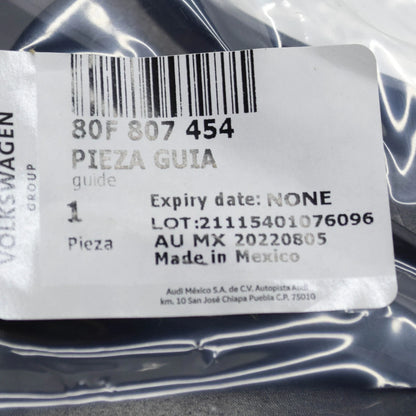 VOLKSWAGEN
GROUP
80F 807 454
PIEZA GUIA
guide
1
Pieza
Expiry date: NONE
LOT:21115401076096
AU MX 20220805
Made in Mexico
Audi México S.A. de C.V. Autopista Audi
km. 10 San José Chiapa Puebla C.P. 75010